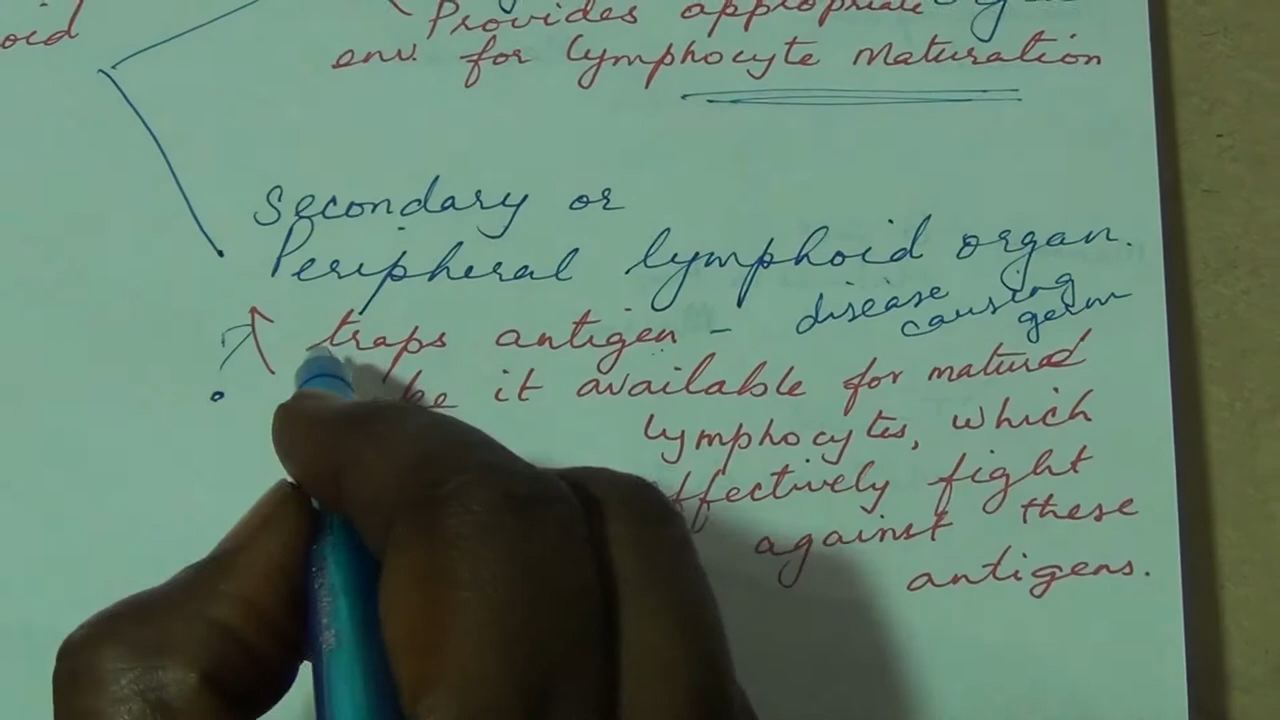 oid
Provides appropriate
env. for lymphocyte maturation
Secondary or
Peripheral lymphoid organ.
traps antigen - disease causing germ
it available for matured
lymphocytes, which
effectively fight
against these
antigens.